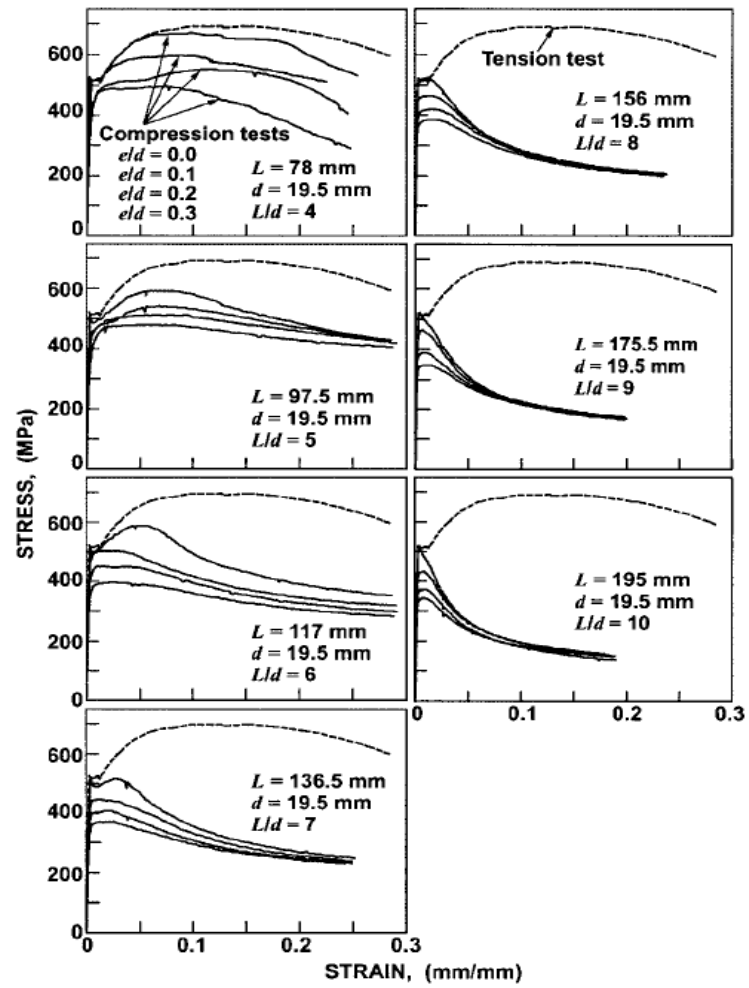 600
400
200
0
Compression tests
e/d = 0.0
e/d = 0.1
e/d = 0.2
e/d = 0.3
L = 78 mm
d = 19.5 mm
L/d = 4
Tension test
L = 156 mm
d = 19.5 mm
L/d = 8
600
400
200
0
L = 97.5 mm
d = 19.5 mm
L/d = 5
L = 175.5 mm
d = 19.5 mm
L/d = 9
600
400
200
0
L = 117 mm
d = 19.5 mm
L/d = 6
L = 195 mm
d = 19.5 mm
L/d = 10
0 0.1 0.2 0.3
600
400
200
0
L = 136.5 mm
d = 19.5 mm
L/d = 7
0 0.1 0.2 0.3
STRESS, (MPa)
STRAIN, (mm/mm)